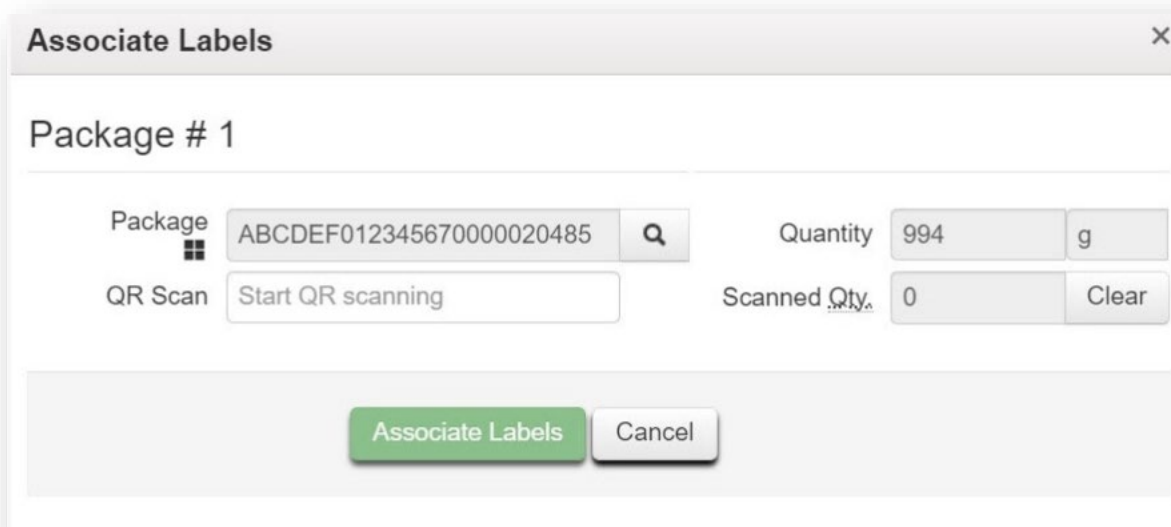 Associate Labels
Package # 1
Package ABCDEF012345670000020485 Quantity 994 g
QR Scan Start QR scanning Scanned Qty. 0 Clear
Associate Labels Cancel